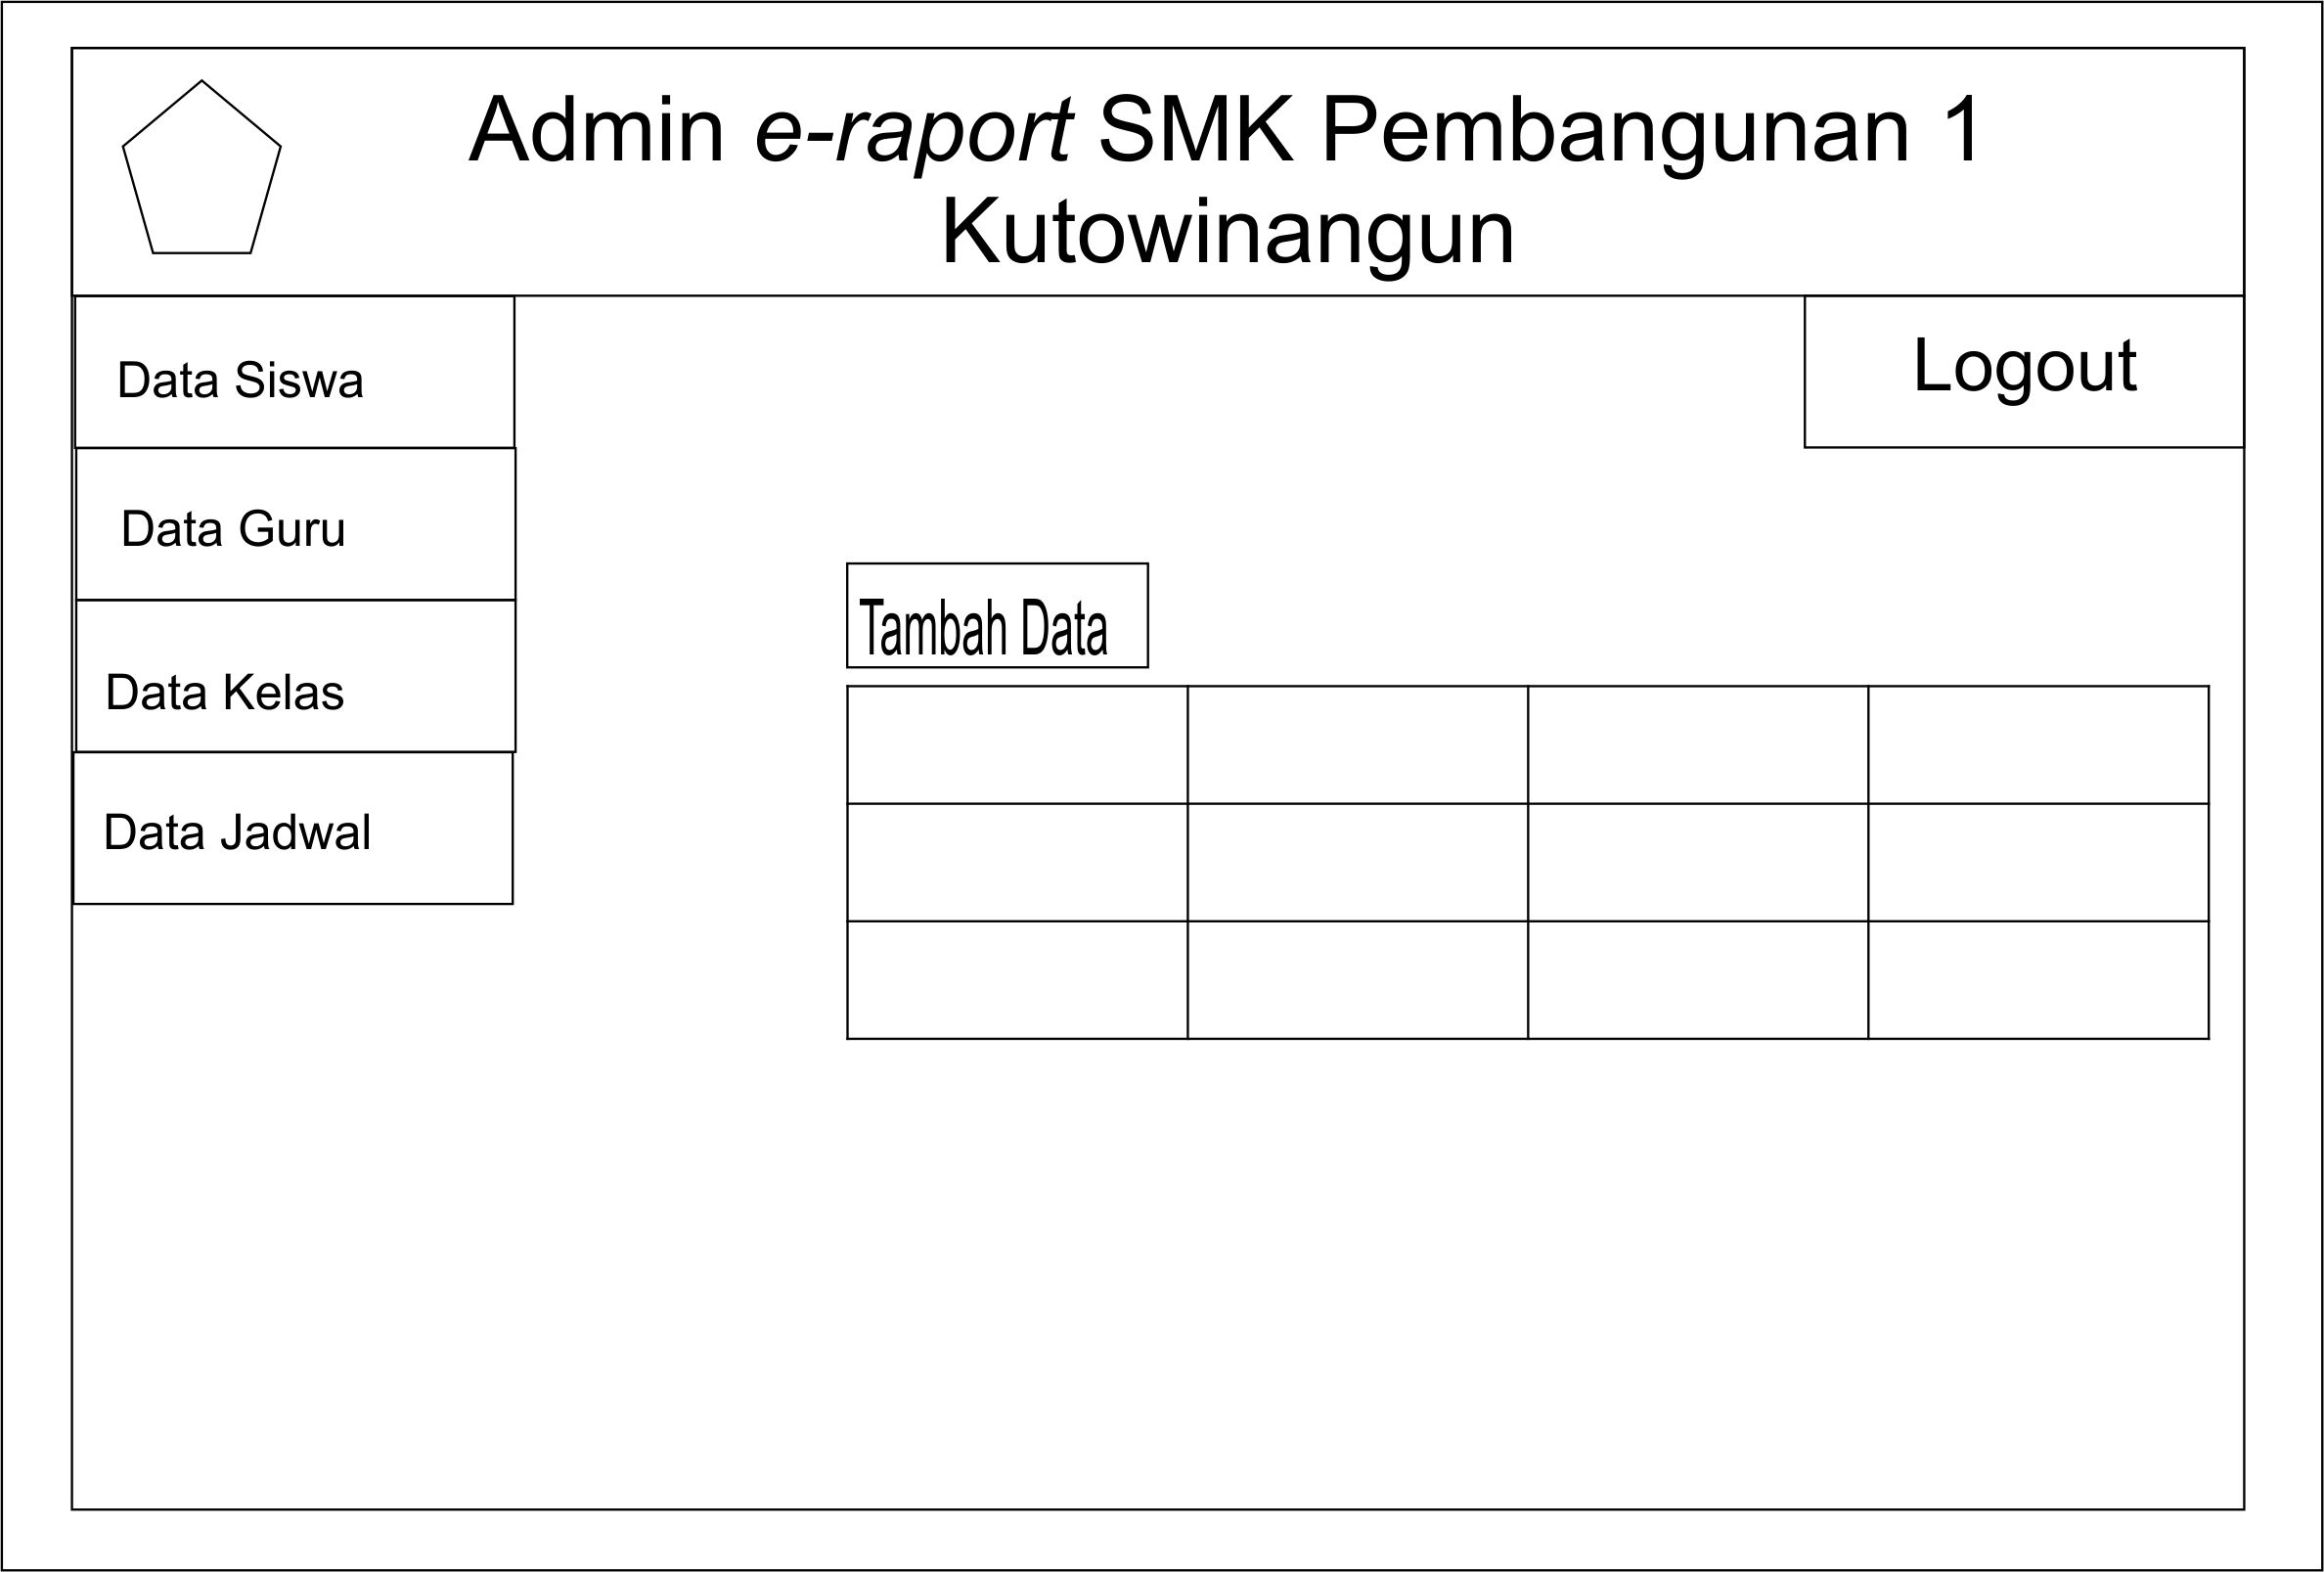 Admin e-raport SMK Pembangunan 1
Kutowinangun
Data Siswa
Logout
Data Guru
Tambah Data
Data Kelas
Data Jadwal